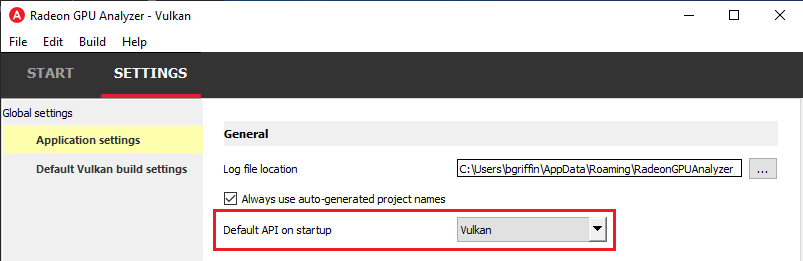 Radeon GPU Analyzer - Vulkan
File Edit Build Help
START SETTINGS
Global settings
Application settings
Default Vulkan build settings
General
Log file location C:\Users\bgriffin\AppData\Roaming\RadeonGPUAnalyzer ...
Always use auto-generated project names
Default API on startup Vulkan